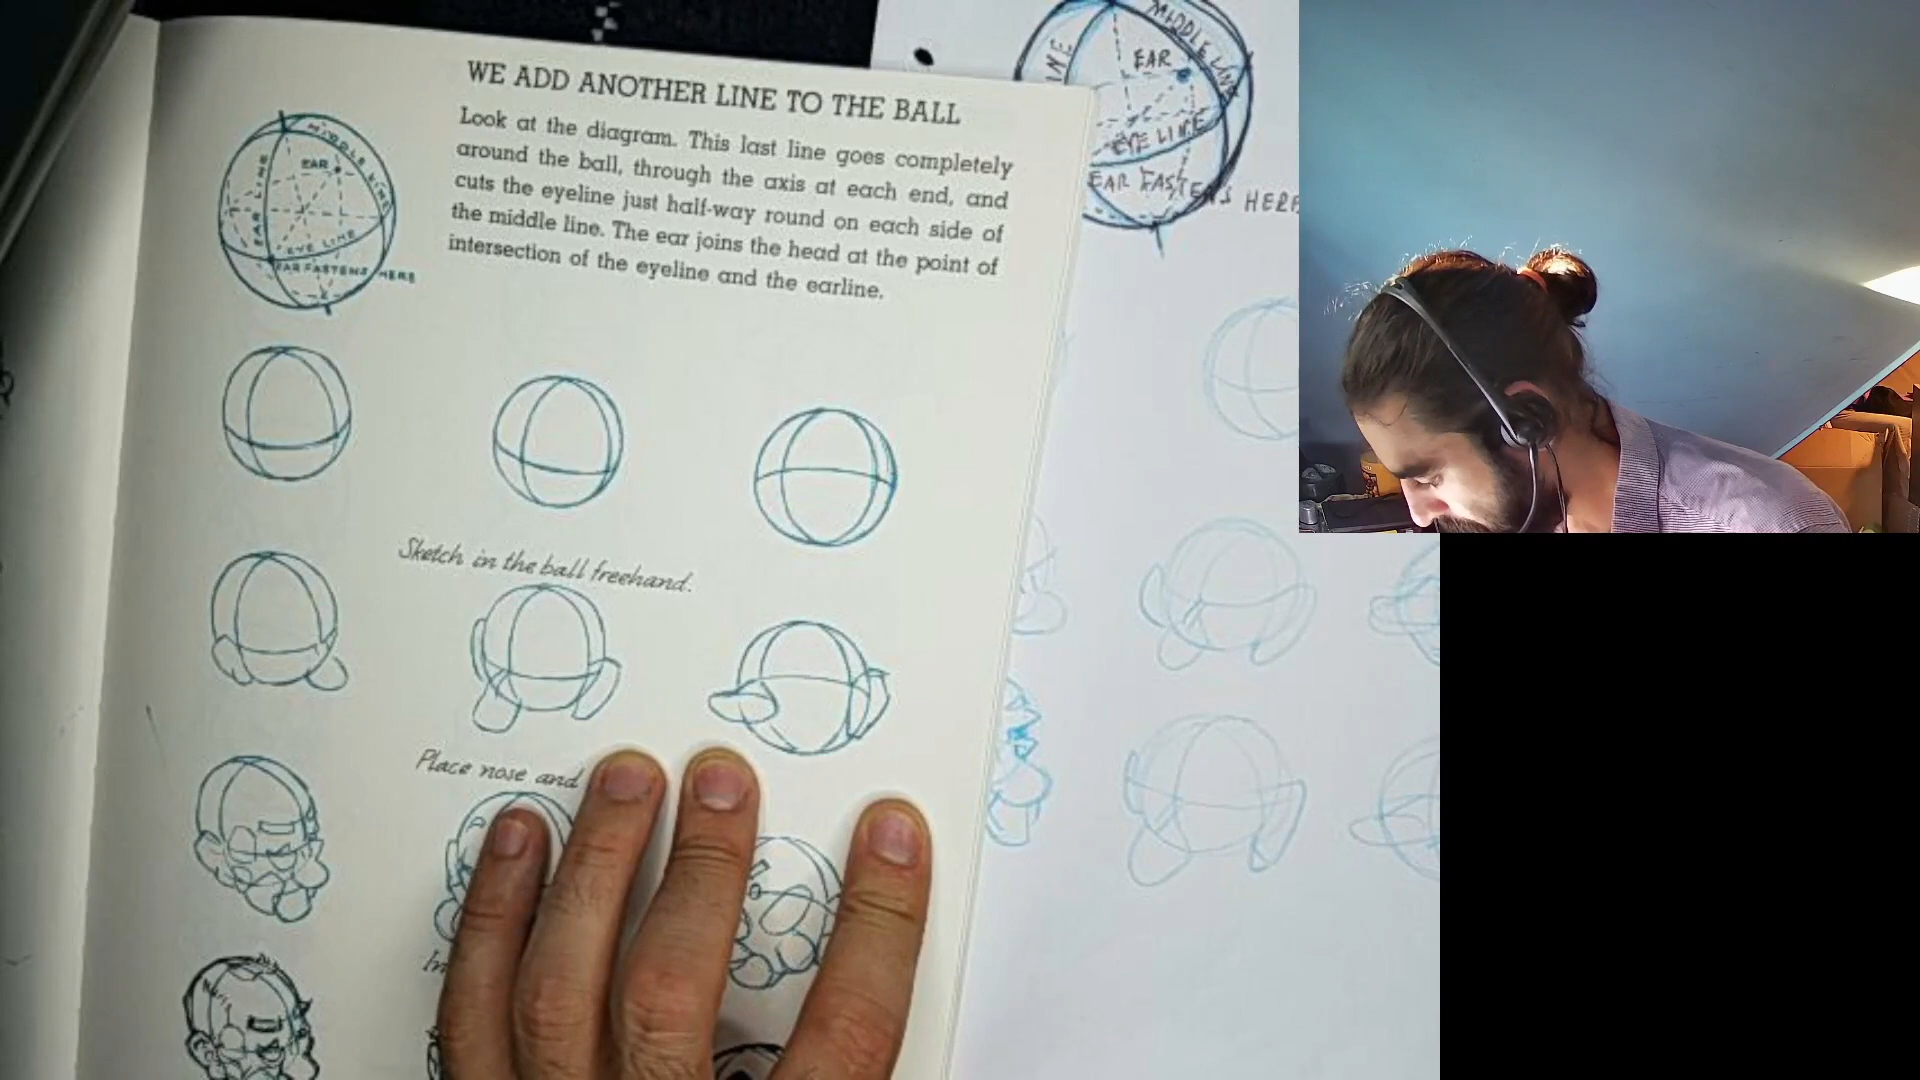 WE ADD ANOTHER LINE TO THE BALL
Look at the diagram. This last line goes completely
around the ball, through the axis at each end, and
cuts the eyeline just half-way round on each side of
the middle line. The ear joins the head at the point of
intersection of the eyeline and the earline.
MIDDLE LINE
EAR
EAR LINE
EYE LINE
EAR FASTENS HERE
Sketch in the ball freehand.
Place nose and
MIDDLE LINE
EAR
EYE LINE
EAR FASTENS HERE